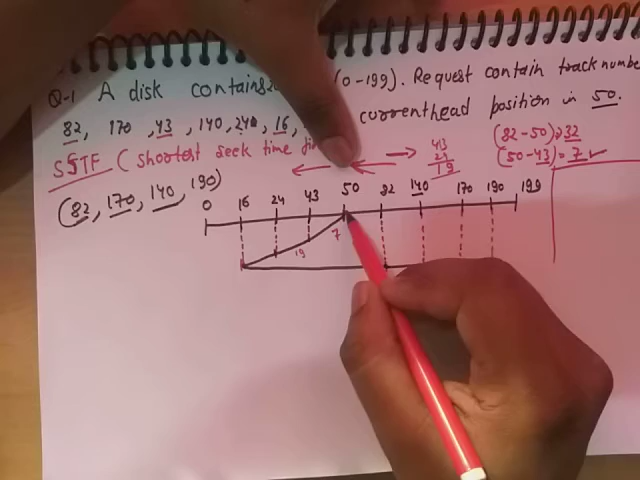 Q-1 A disk contains (0-199). Request contain track number
82, 170, 43, 140, 24, 16, current head position in 50.
SSTF (shortest seek time
43
24
19
(82-50)=32
(50-43)=7
(82, 170, 140, 190)
0 16 24 43 50 82 140 170 190 199
19 7